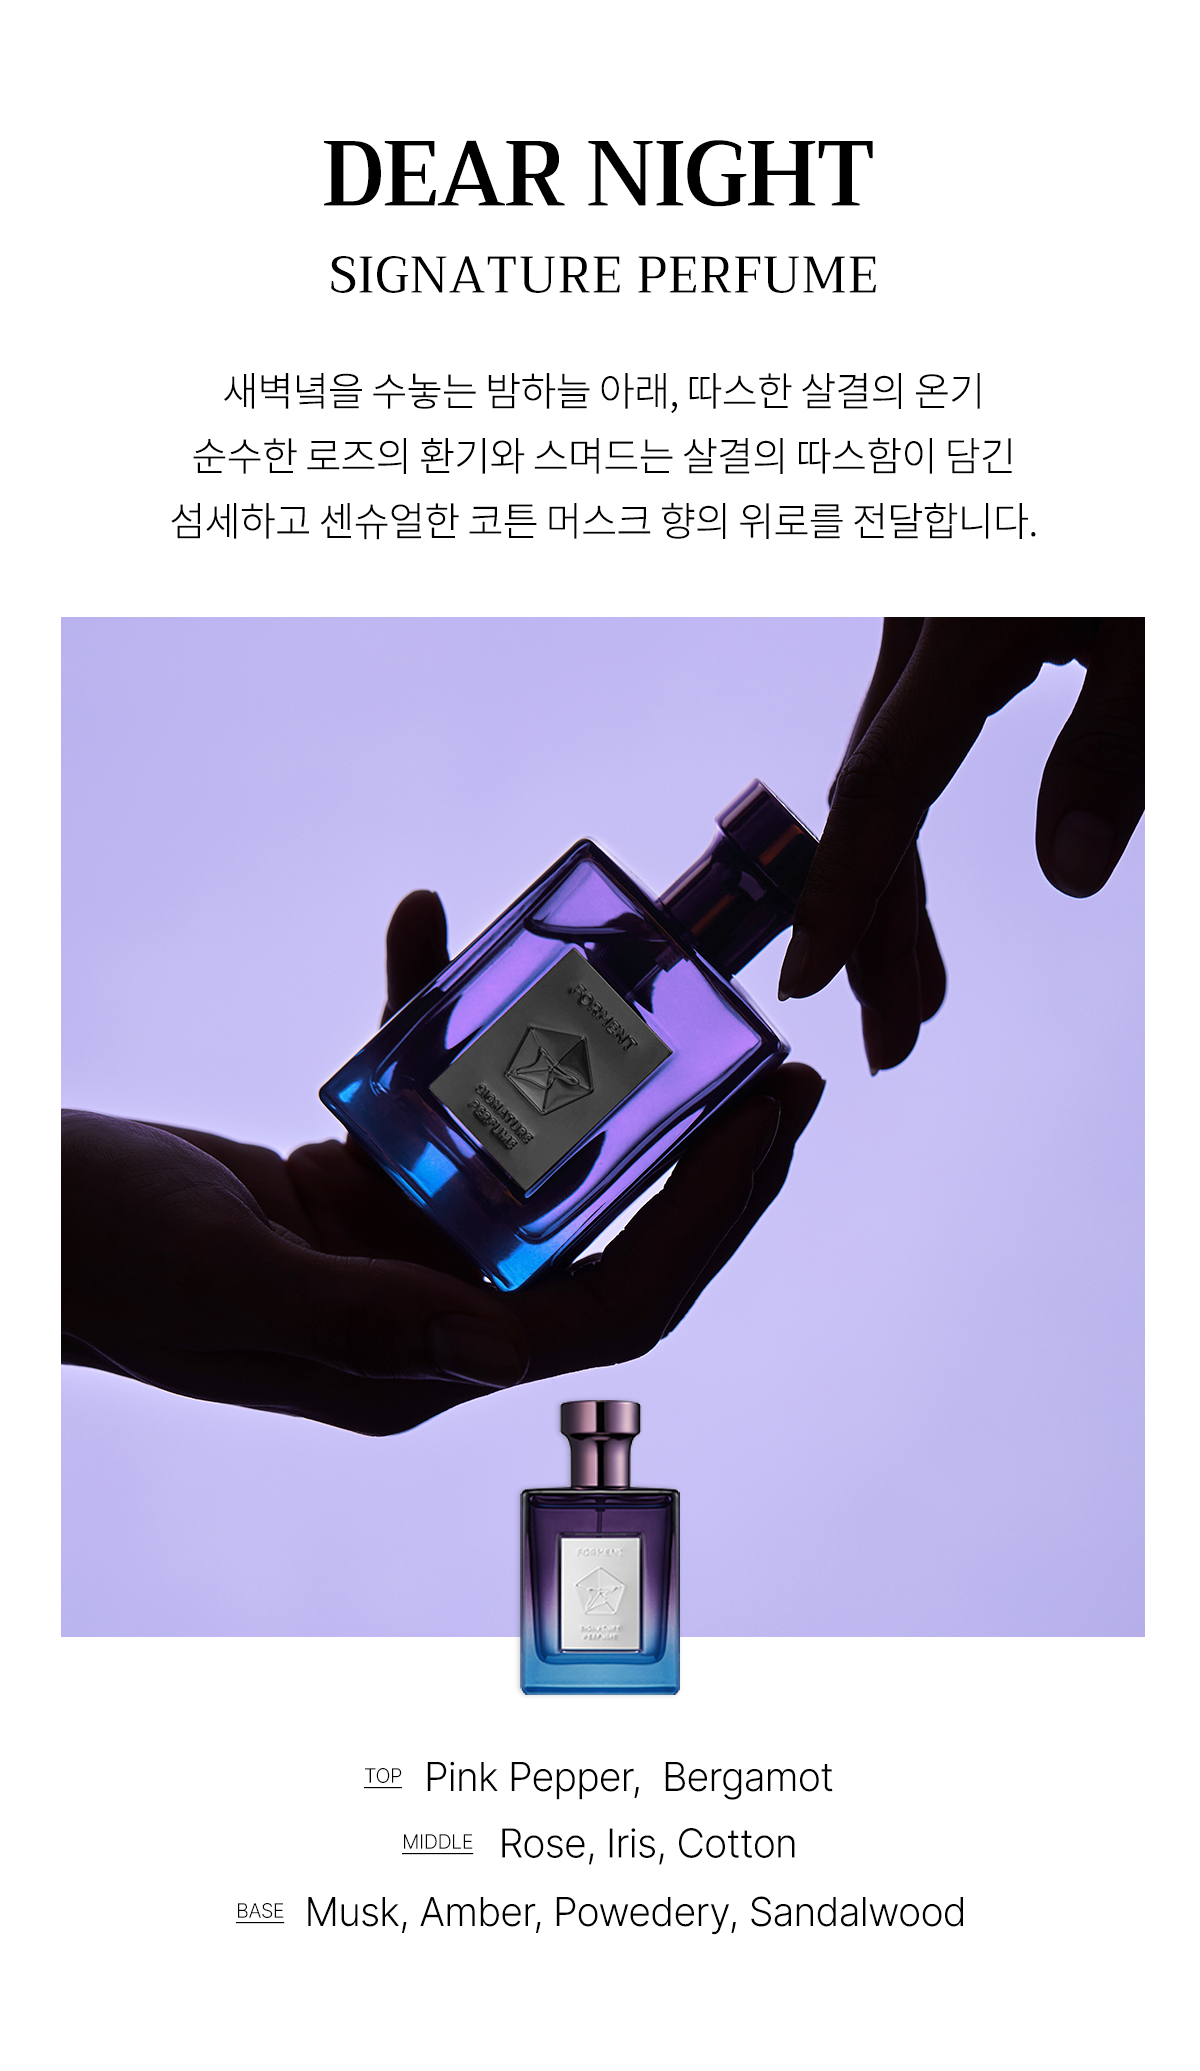 DEAR NIGHT
SIGNATURE PERFUME
새벽녘을 수놓는 밤하늘 아래, 따스한 살결의 온기
순수한 로즈의 환기와 스며드는 살결의 따스함이 담긴
섬세하고 센슈얼한 코튼 머스크 향의 위로를 전달합니다.
FORMENT
SIGNATURE
PERFUME
FORMENT
SIGNATURE
PERFUME
TOP Pink Pepper, Bergamot
MIDDLE Rose, Iris, Cotton
BASE Musk, Amber, Powedery, Sandalwood